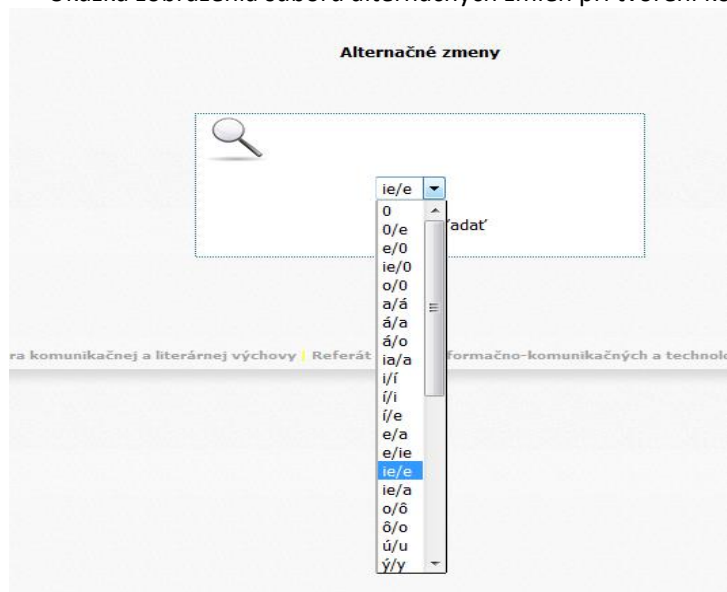 Alternačné zmeny
ie/e
0
0/e
e/0
ie/0
o/0
a/á
á/a
á/o
ia/a
i/í
í/i
í/e
e/a
e/ie
ie/e
ie/a
o/ô
ô/o
ú/u
ý/y
ľadať
ra komunikačnej a literárnej výchovy | Referát formačno-komunikačných a technolo